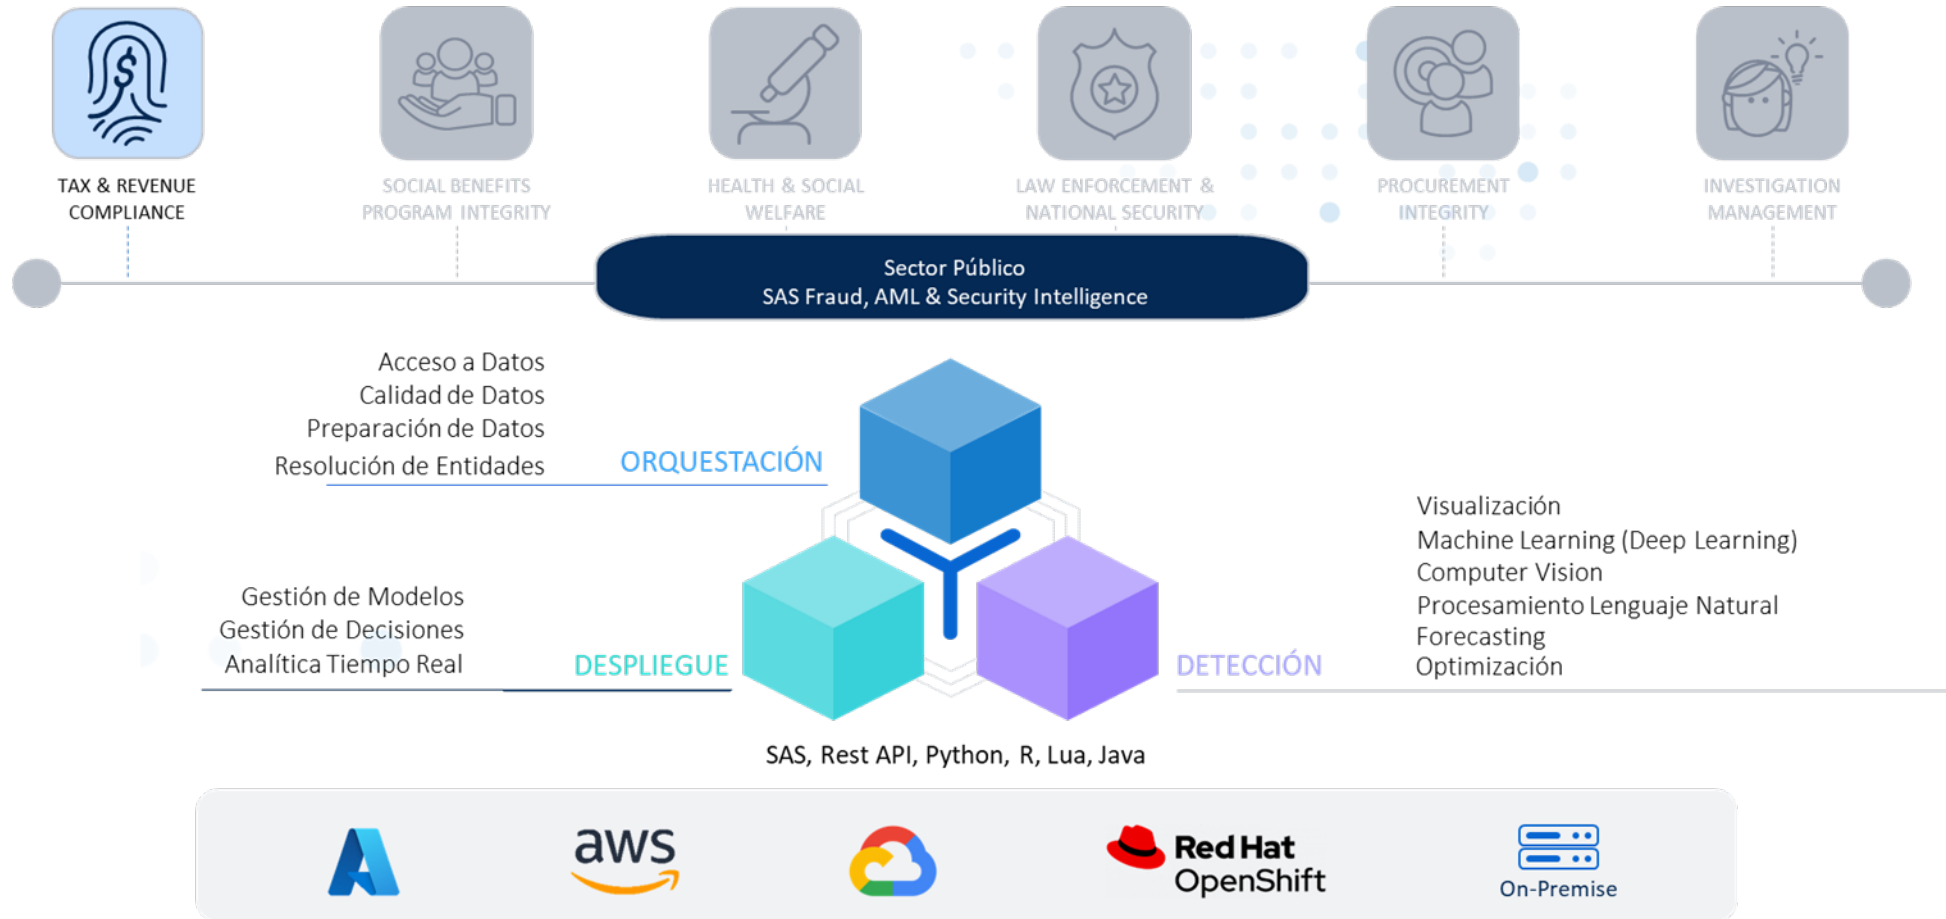 TAX & REVENUE
COMPLIANCE
SOCIAL BENEFITS
PROGRAM INTEGRITY
HEALTH & SOCIAL
WELFARE
LAW ENFORCEMENT &
NATIONAL SECURITY
PROCUREMENT
INTEGRITY
INVESTIGATION
MANAGEMENT
Sector Público
SAS Fraud, AML & Security Intelligence
Acceso a Datos
Calidad de Datos
Preparación de Datos
Resolución de Entidades
ORQUESTACIÓN
Gestión de Modelos
Gestión de Decisiones
Analítica Tiempo Real
DESPLIEGUE
DETECCIÓN
Visualización
Machine Learning (Deep Learning)
Computer Vision
Procesamiento Lenguaje Natural
Forecasting
Optimización
SAS, Rest API, Python, R, Lua, Java
aws
Red Hat
OpenShift
On-Premise